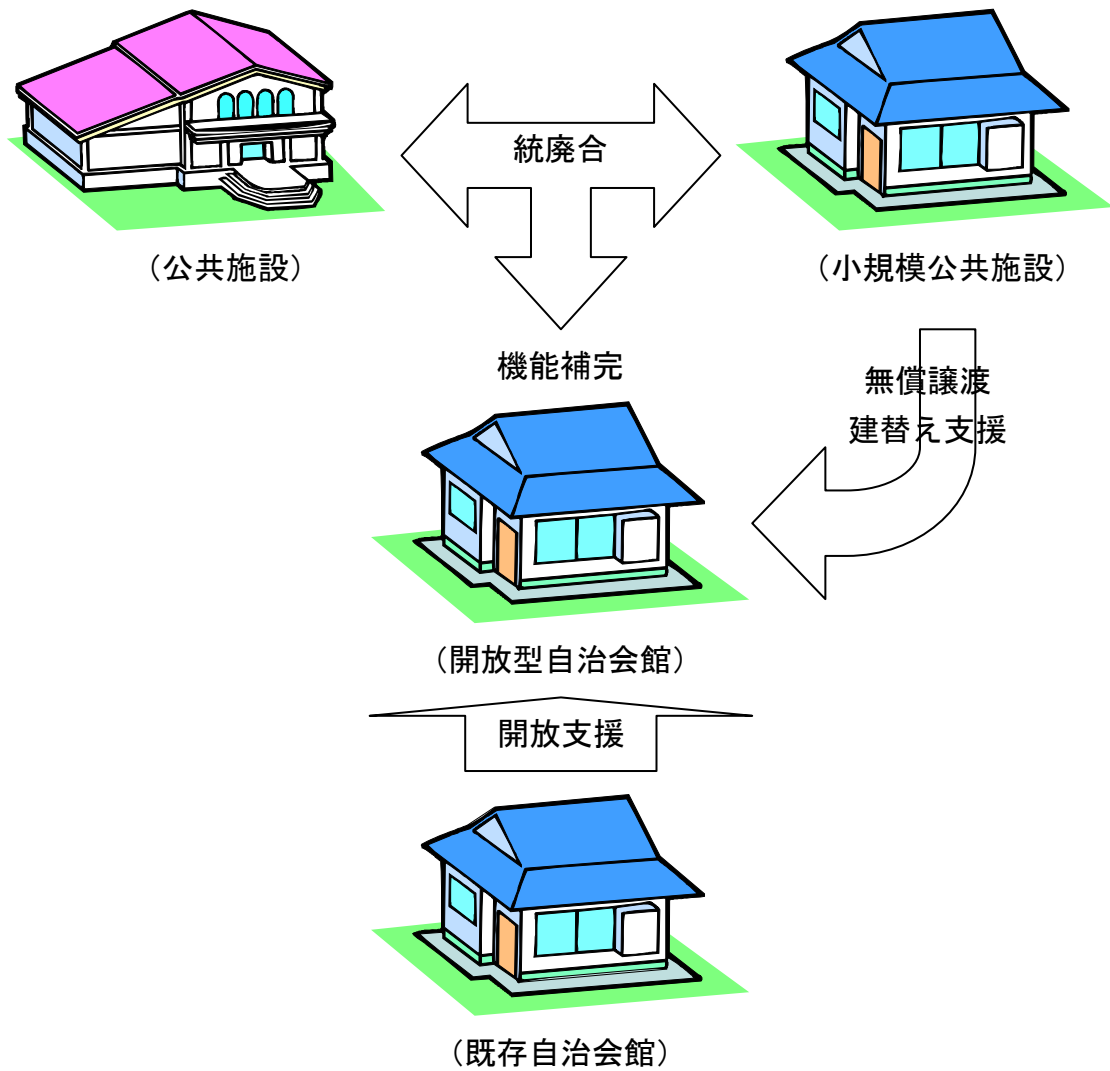 統廃合
（公共施設）
（小規模公共施設）
機能補完
無償譲渡
建替え支援
（開放型自治会館）
開放支援
（既存自治会館）